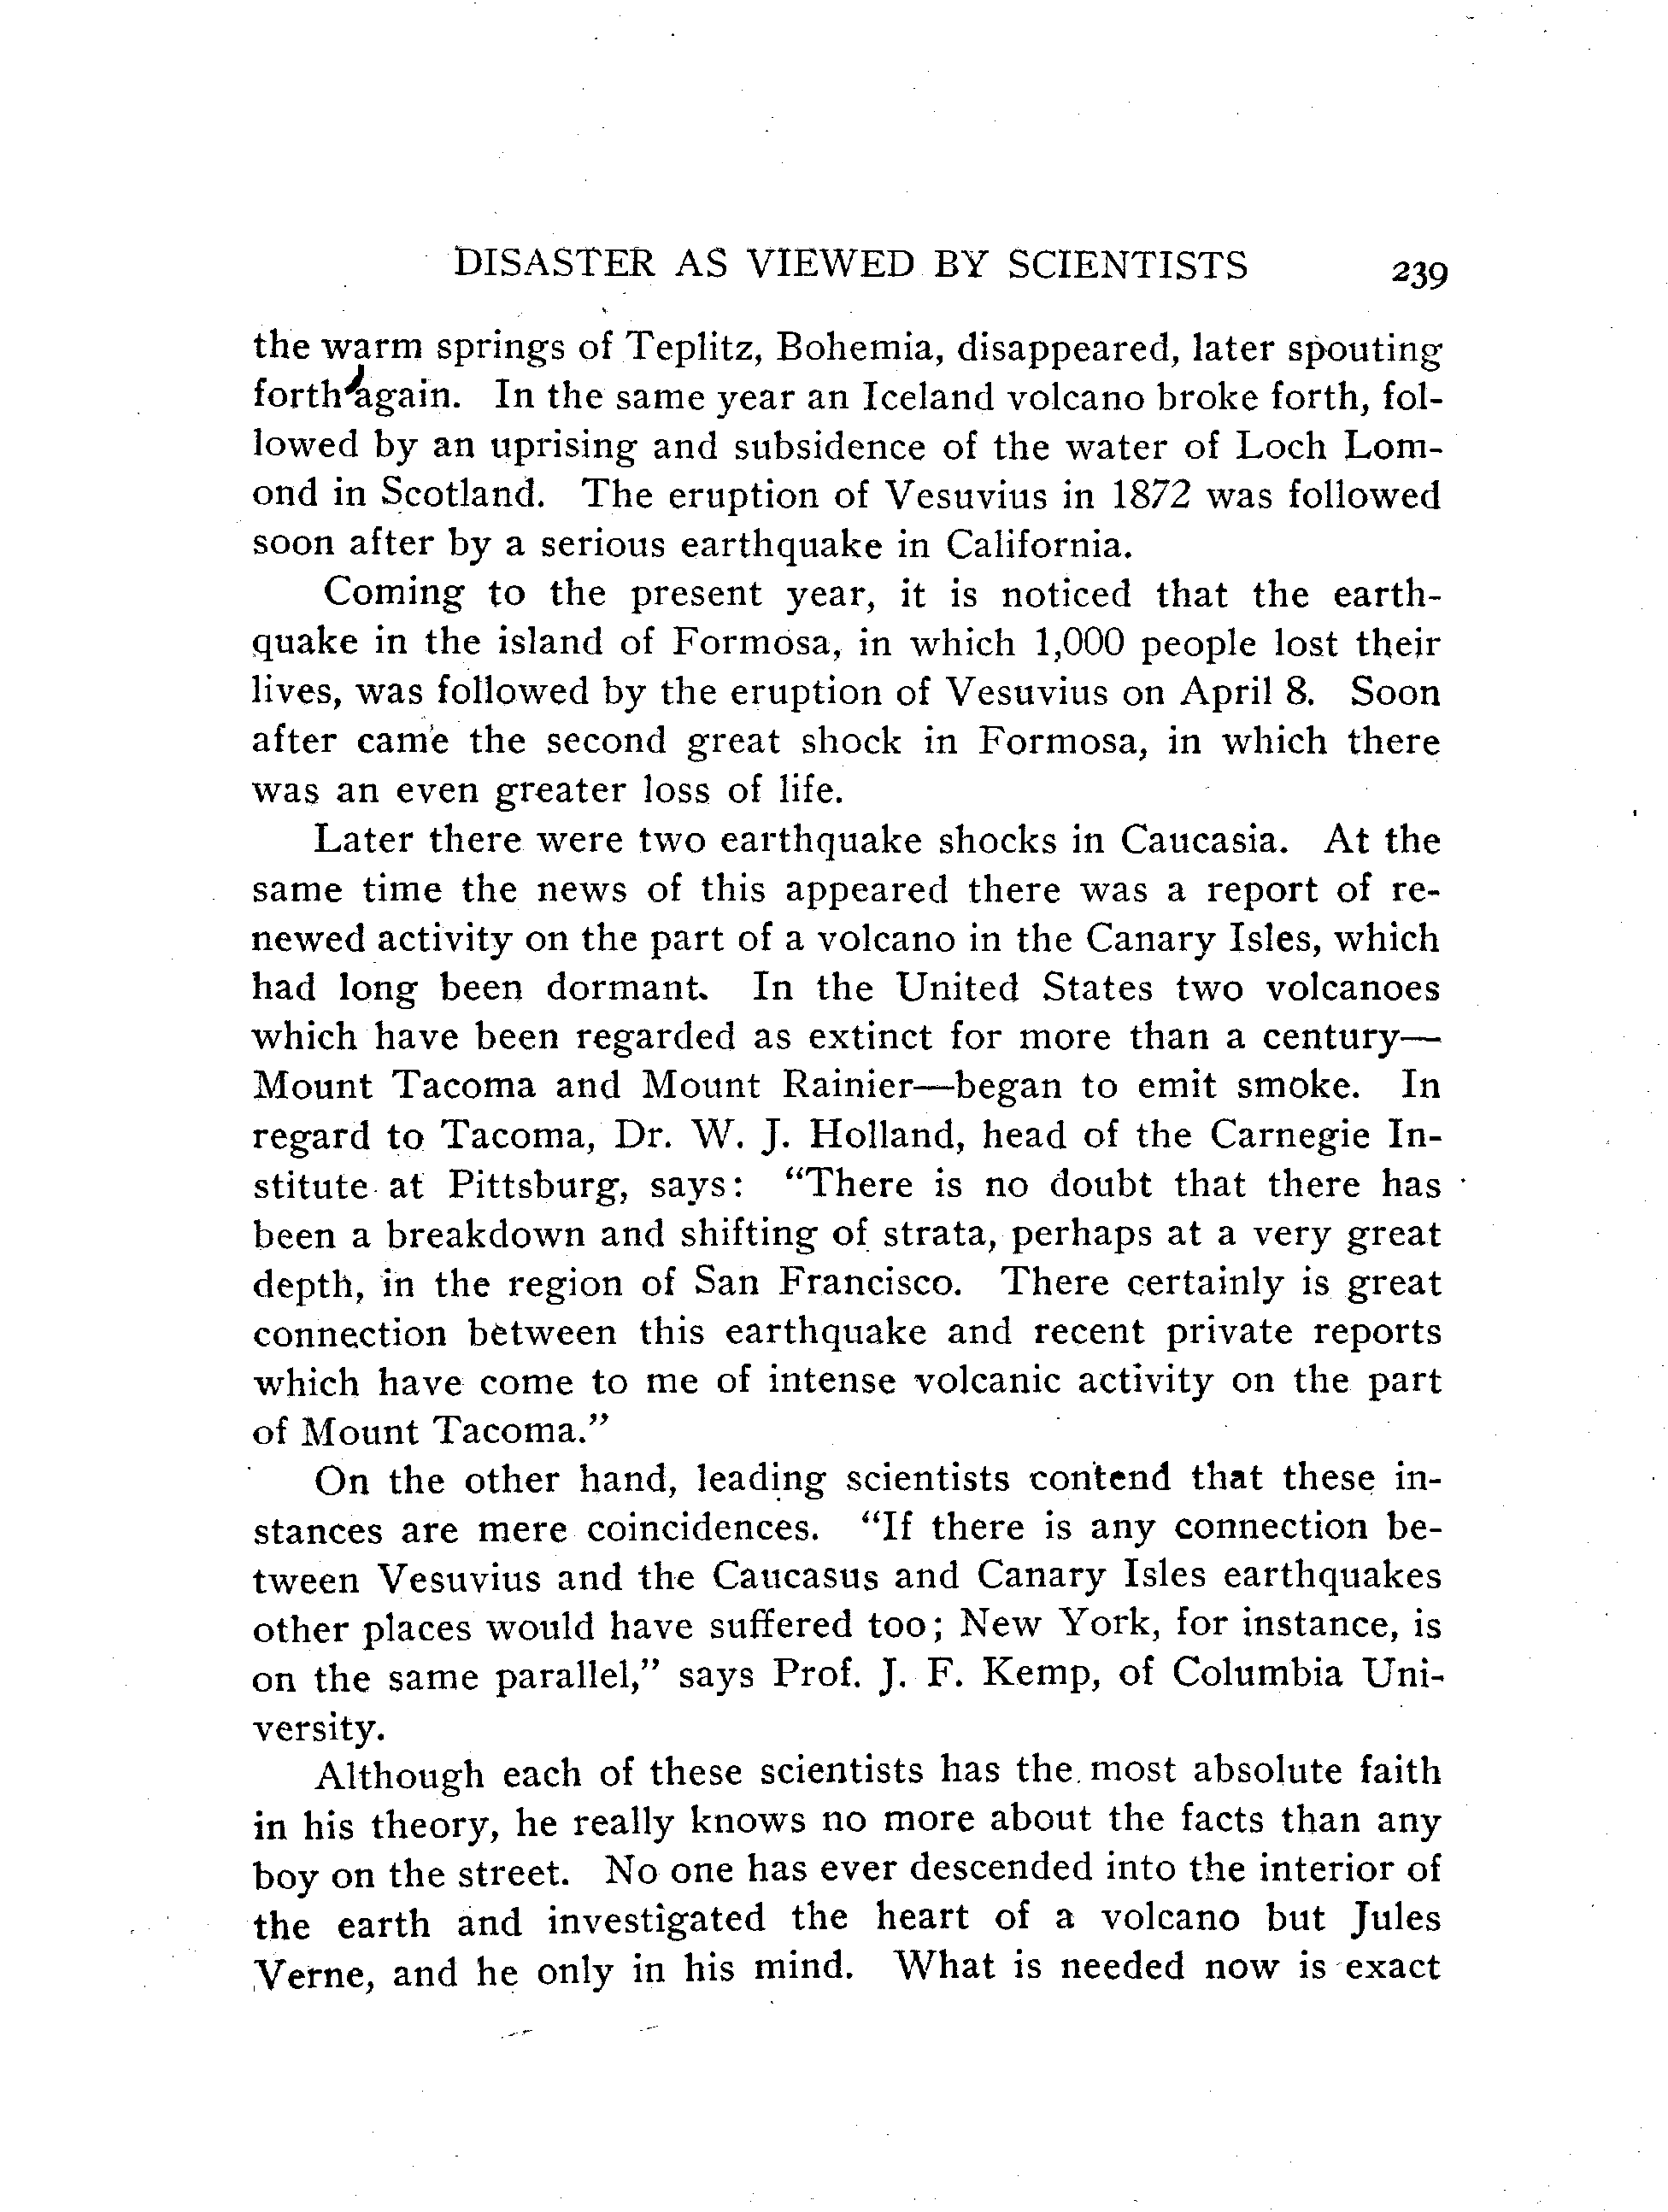 DISASTER AS VIEWED BY SCIENTISTS 239
the warm springs of Teplitz, Bohemia, disappeared, later spouting
forth again. In the same year an Iceland volcano broke forth, fol-
lowed by an uprising and subsidence of the water of Loch Lom-
ond in Scotland. The eruption of Vesuvius in 1872 was followed
soon after by a serious earthquake in California.
Coming to the present year, it is noticed that the earth-
quake in the island of Formosa, in which 1,000 people lost their
lives, was followed by the eruption of Vesuvius on April 8. Soon
after came the second great shock in Formosa, in which there
was an even greater loss of life.
Later there were two earthquake shocks in Caucasia. At the
same time the news of this appeared there was a report of re-
newed activity on the part of a volcano in the Canary Isles, which
had long been dormant. In the United States two volcanoes
which have been regarded as extinct for more than a century—
Mount Tacoma and Mount Rainier—began to emit smoke. In
regard to Tacoma, Dr. W. J. Holland, head of the Carnegie In-
stitute at Pittsburg, says: “There is no doubt that there has
been a breakdown and shifting of strata, perhaps at a very great
depth, in the region of San Francisco. There certainly is great
connection between this earthquake and recent private reports
which have come to me of intense volcanic activity on the part
of Mount Tacoma.”
On the other hand, leading scientists contend that these in-
stances are mere coincidences. “If there is any connection be-
tween Vesuvius and the Caucasus and Canary Isles earthquakes
other places would have suffered too; New York, for instance, is
on the same parallel,” says Prof. J. F. Kemp, of Columbia Uni-
versity.
Although each of these scientists has the most absolute faith
in his theory, he really knows no more about the facts than any
boy on the street. No one has ever descended into the interior of
the earth and investigated the heart of a volcano but Jules
Verne, and he only in his mind. What is needed now is exact